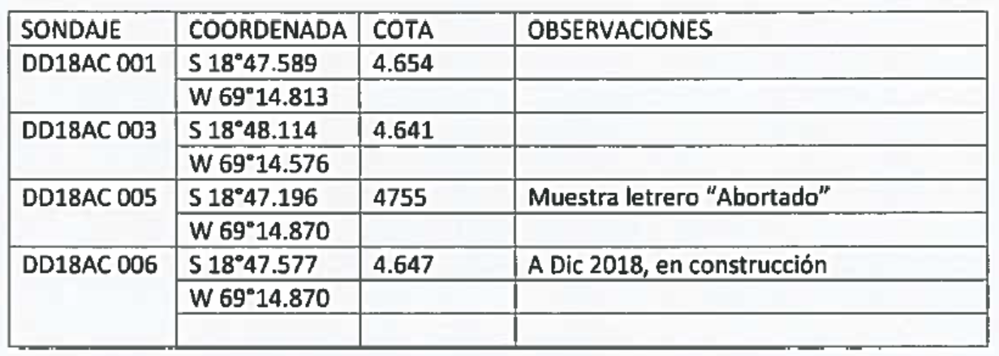 SONDAJE COORDENADA COTA OBSERVACIONES
DD18AC 001 S 18°47.589 4.654
W 69°14.813
DD18AC 003 S 18°48.114 4.641
W 69°14.576
DD18AC 005 S 18°47.196 4755 Muestra letrero "Abortado"
W 69°14.870
DD18AC 006 S 18°47.577 4.647 A Dic 2018, en construcción
W 69°14.870